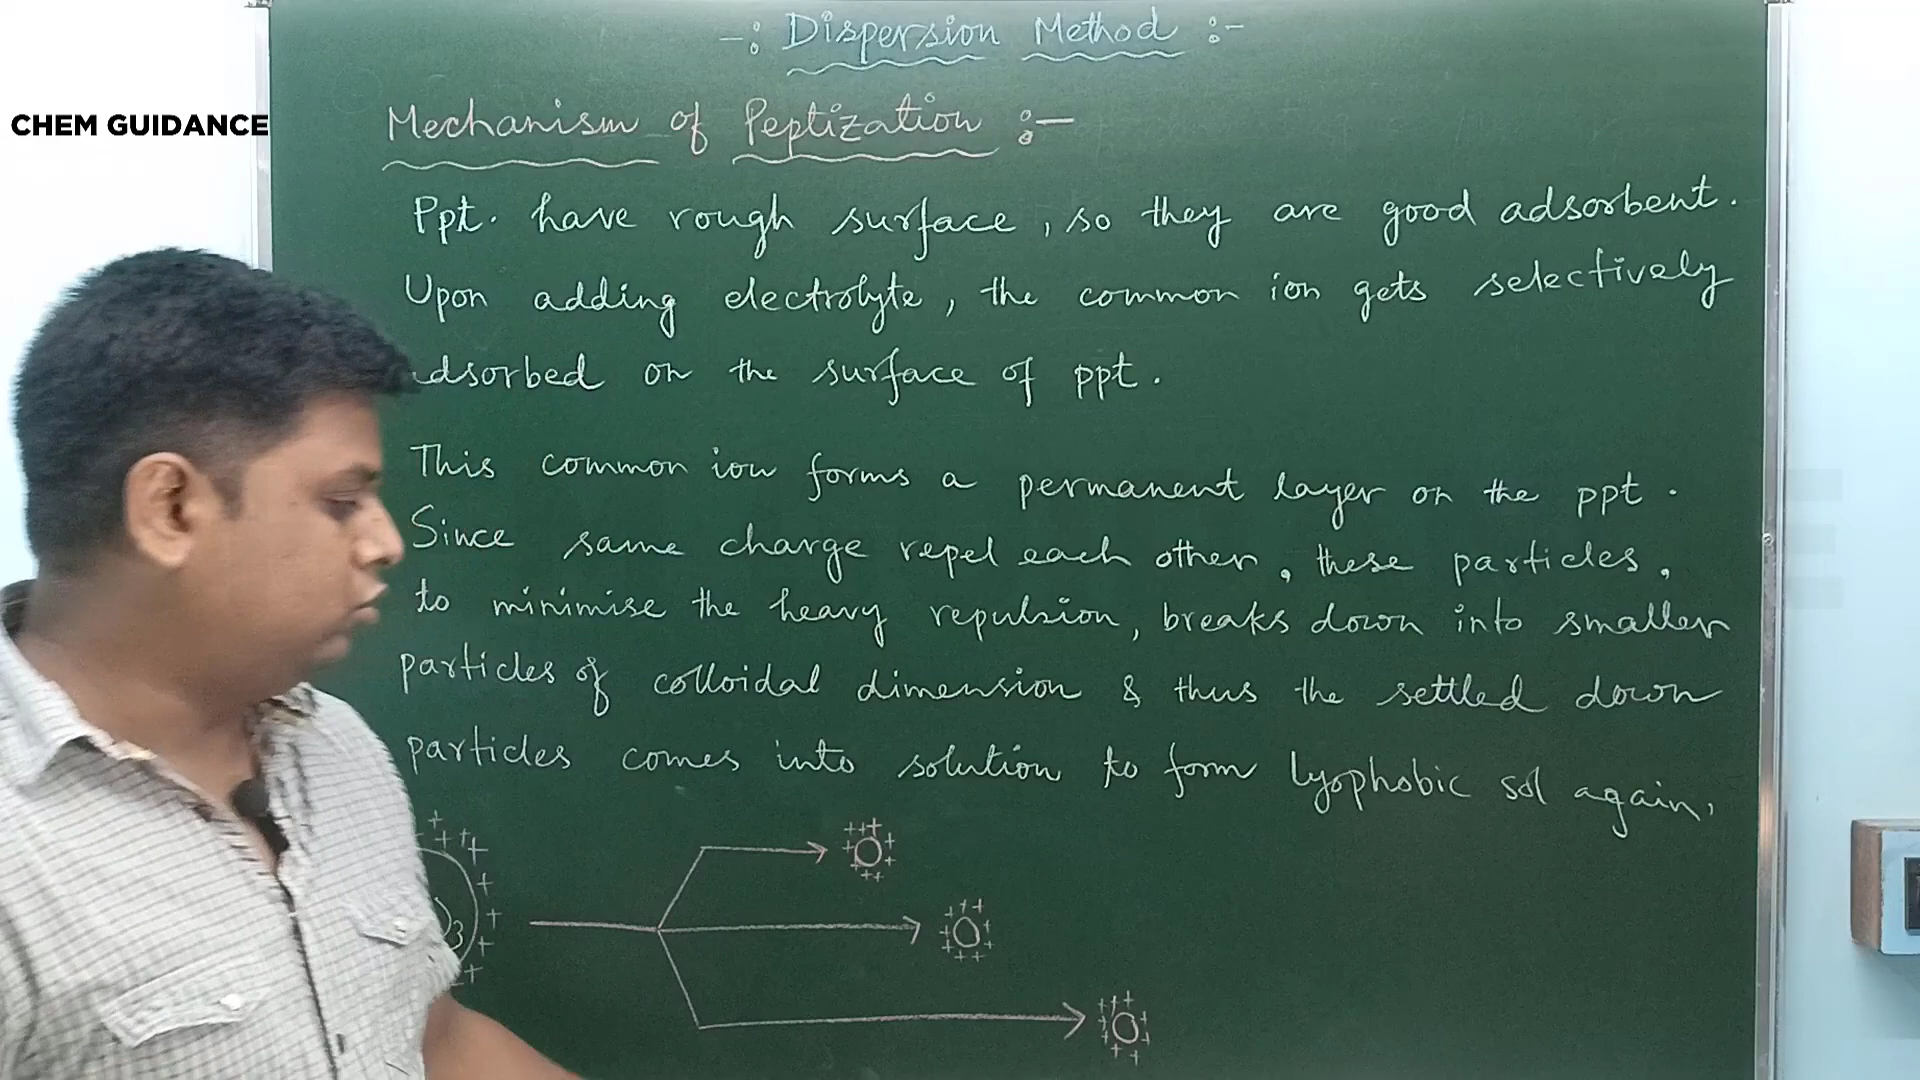 -: Dispersion Method :-
CHEM GUIDANCE
Mechanism of Peptization :-
Ppt. have rough surface, so they are good adsorbent.
Upon adding electrolyte, the common ion gets selectively
adsorbed on the surface of ppt.
This common ion forms a permanent layer on the ppt.
Since same charge repel each other, these particles,
to minimise the heavy repulsion, breaks down into smaller
particles of colloidal dimension & thus the settled down
particles comes into solution to form lyophobic sol again.
)3